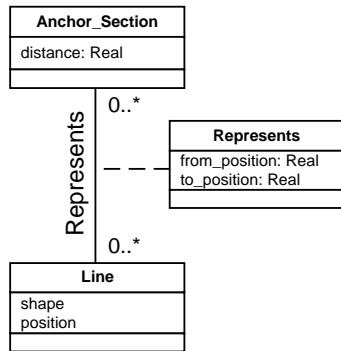 Anchor_Section
distance: Real
0..*
Represents
Represents
from_position: Real
to_position: Real
0..*
Line
shape
position